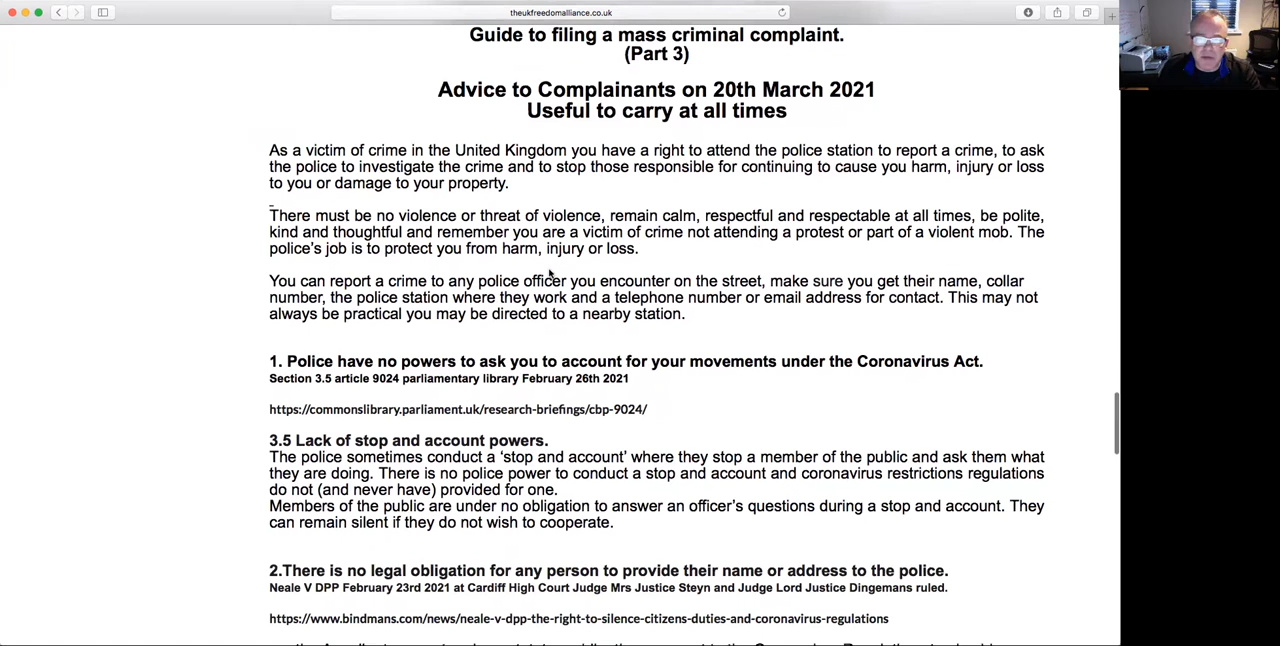 theukfreedomalliance.co.uk
Guide to filing a mass criminal complaint.
(Part 3)
Advice to Complainants on 20th March 2021
Useful to carry at all times
As a victim of crime in the United Kingdom you have a right to attend the police station to report a crime, to ask
the police to investigate the crime and to stop those responsible for continuing to cause you harm, injury or loss
to you or damage to your property.
There must be no violence or threat of violence, remain calm, respectful and respectable at all times, be polite,
kind and thoughtful and remember you are a victim of crime not attending a protest or part of a violent mob. The
police's job is to protect you from harm, injury or loss.
You can report a crime to any police officer you encounter on the street, make sure you get their name, collar
number, the police station where they work and a telephone number or email address for contact. This may not
always be practical you may be directed to a nearby station.
1. Police have no powers to ask you to account for your movements under the Coronavirus Act.
Section 3.5 article 9024 parliamentary library February 26th 2021
https://commonslibrary.parliament.uk/research-briefings/cbp-9024/
3.5 Lack of stop and account powers.
The police sometimes conduct a 'stop and account' where they stop a member of the public and ask them what
they are doing. There is no police power to conduct a stop and account and coronavirus restrictions regulations
do not (and never have) provided for one.
Members of the public are under no obligation to answer an officer's questions during a stop and account. They
can remain silent if they do not wish to cooperate.
2.There is no legal obligation for any person to provide their name or address to the police.
Neale V DPP February 23rd 2021 at Cardiff High Court Judge Mrs Justice Steyn and Judge Lord Justice Dingemans ruled.
https://www.bindmans.com/news/neale-v-dpp-the-right-to-silence-citizens-duties-and-coronavirus-regulations